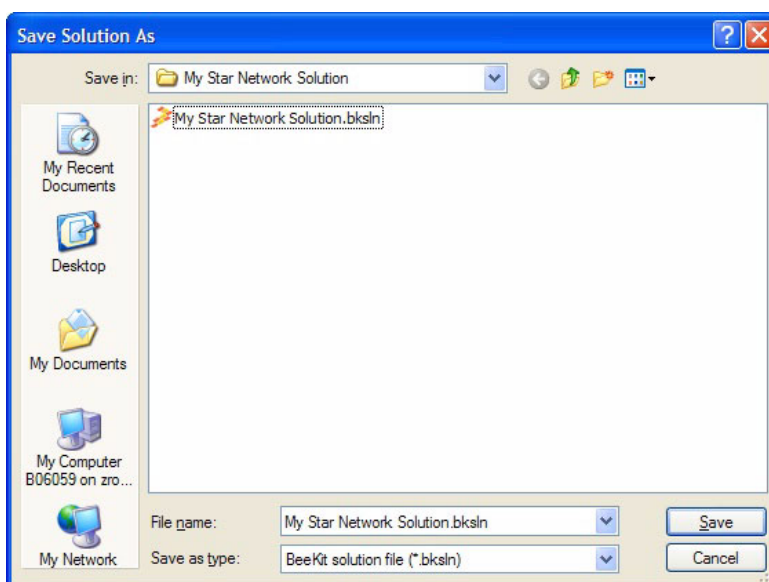 Save Solution As
Save in:
My Star Network Solution
My Star Network Solution.bksln
My Recent
Documents
Desktop
My Documents
My Computer
B06059 on zro...
My Network
File name:
My Star Network Solution.bksln
Save
Save as type:
BeeKit solution file (*.bksln)
Cancel